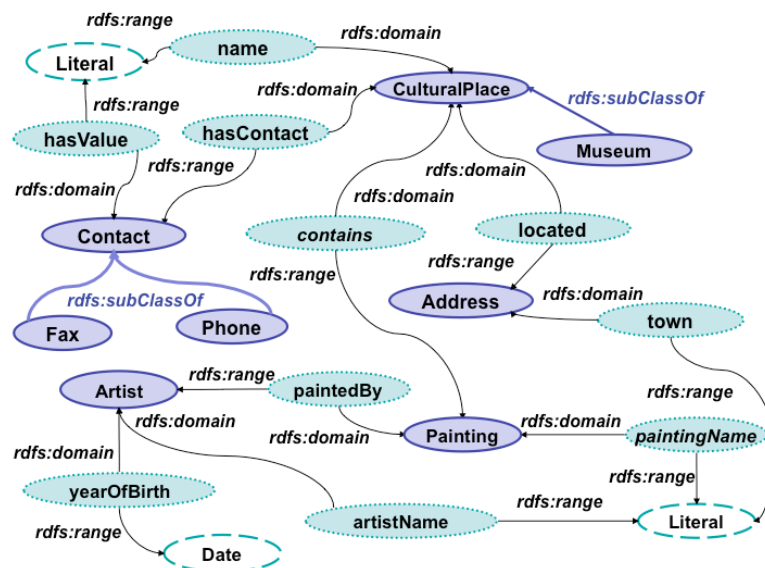 rdfs:range
name
rdfs:domain
Literal
rdfs:domain
CulturalPlace
rdfs:subClassOf
rdfs:range
hasValue
hasContact
Museum
rdfs:range
rdfs:domain
rdfs:domain
rdfs:domain
Contact
contains
located
rdfs:range
rdfs:range
rdfs:subClassOf
Address
rdfs:domain
Fax
Phone
town
rdfs:range
Artist
paintedBy
rdfs:range
rdfs:domain
rdfs:domain
Painting
rdfs:domain
paintingName
rdfs:domain
rdfs:range
yearOfBirth
rdfs:range
artistName
Literal
rdfs:range
Date